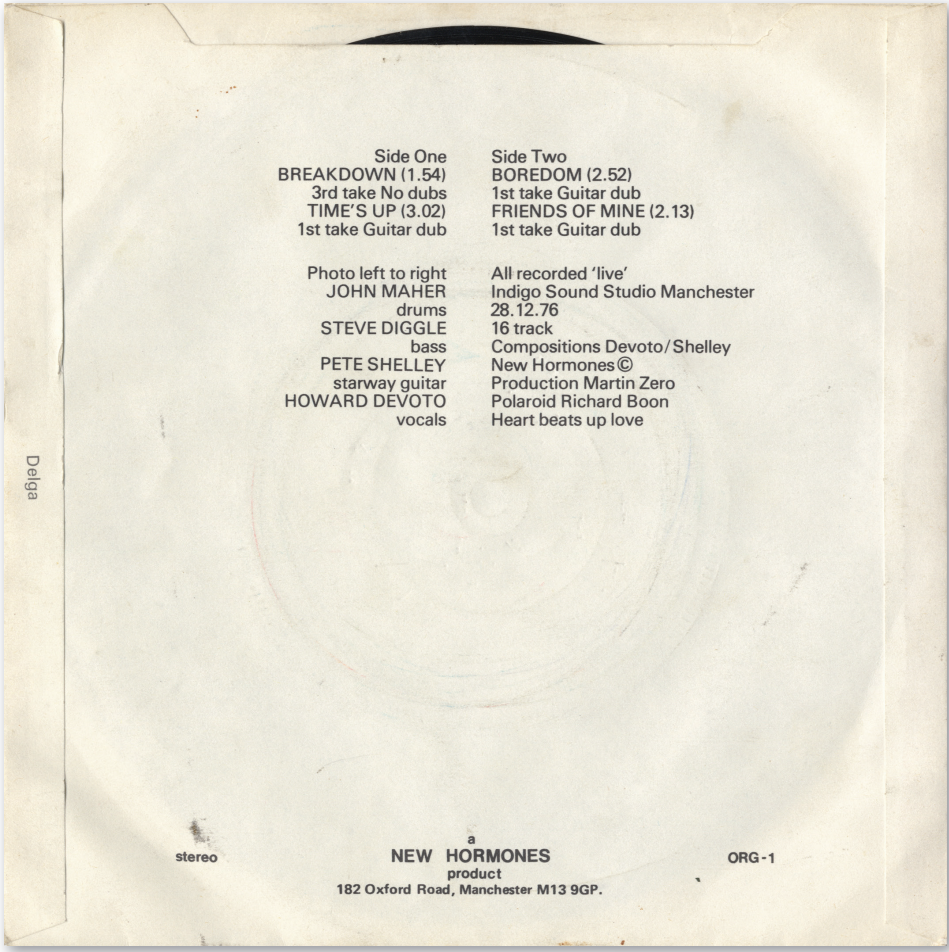 Side One
BREAKDOWN (1.54)
3rd take No dubs
TIME'S UP (3.02)
1st take Guitar dub
Side Two
BOREDOM (2.52)
1st take Guitar dub
FRIENDS OF MINE (2.13)
1st take Guitar dub
Photo left to right
JOHN MAHER
drums
STEVE DIGGLE
bass
PETE SHELLEY
starway guitar
HOWARD DEVOTO
vocals
All recorded 'live'
Indigo Sound Studio Manchester
28.12.76
16 track
Compositions Devoto/Shelley
New Hormones©
Production Martin Zero
Polaroid Richard Boon
Heart beats up love
Delga
stereo
a
NEW HORMONES
product
182 Oxford Road, Manchester M13 9GP.
ORG-1